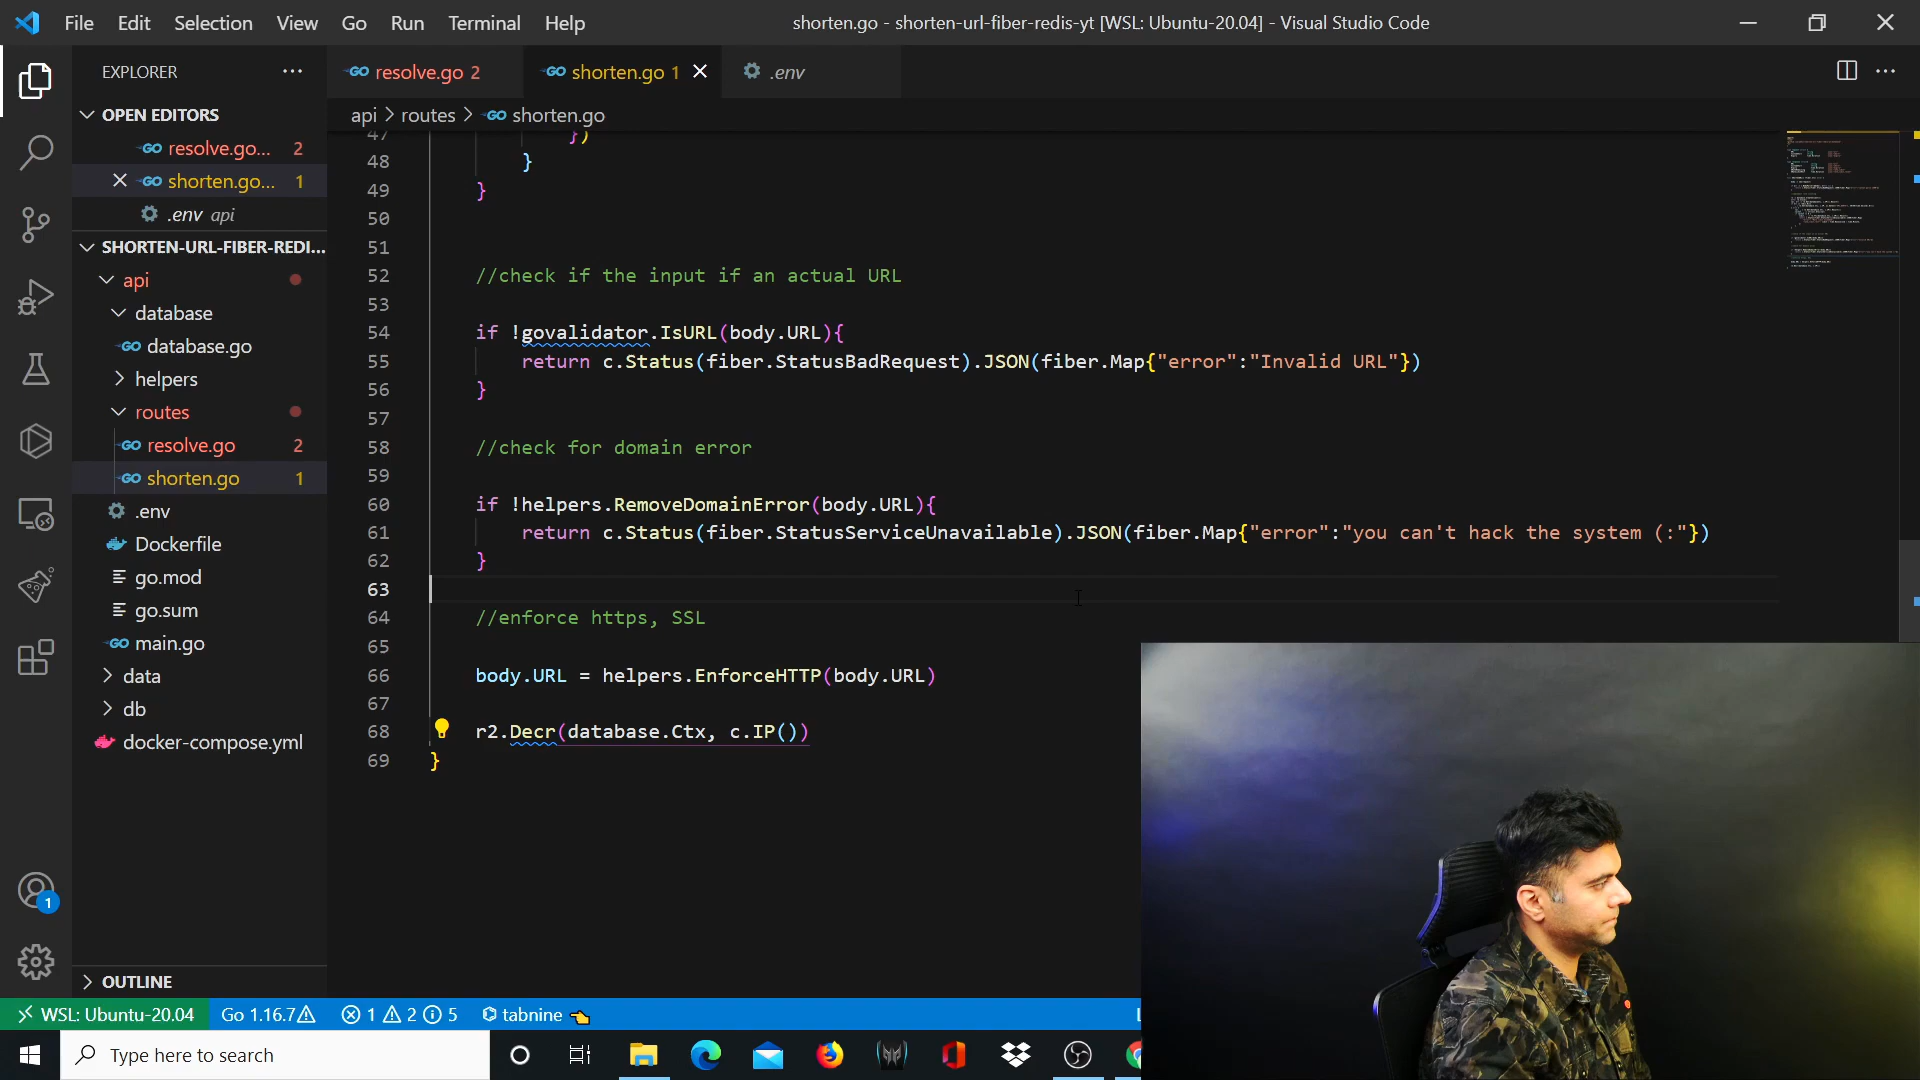 File Edit Selection View Go Run Terminal Help
shorten.go - shorten-url-fiber-redis-yt [WSL: Ubuntu-20.04] - Visual Studio Code
EXPLORER
OPEN EDITORS
resolve.go... 2
shorten.go... 1
.env api
SHORTEN-URL-FIBER-REDI...
api
database
database.go
helpers
routes
resolve.go 2
shorten.go 1
.env
Dockerfile
go.mod
go.sum
main.go
data
db
docker-compose.yml
OUTLINE
resolve.go 2
shorten.go 1
.env
api > routes > shorten.go
47 })
48 }
49 }
50
51
52 //check if the input if an actual URL
53
54 if !govalidator.IsURL(body.URL){
55 return c.Status(fiber.StatusBadRequest).JSON(fiber.Map{"error":"Invalid URL"})
56 }
57
58 //check for domain error
59
60 if !helpers.RemoveDomainError(body.URL){
61 return c.Status(fiber.StatusServiceUnavailable).JSON(fiber.Map{"error":"you can't hack the system (:"})
62 }
63
64 //enforce https, SSL
65
66 body.URL = helpers.EnforceHTTP(body.URL)
67
68 r2.Decr(database.Ctx, c.IP())
69 }
1
WSL: Ubuntu-20.04 Go 1.16.7 1 2 5 tabnine
Type here to search